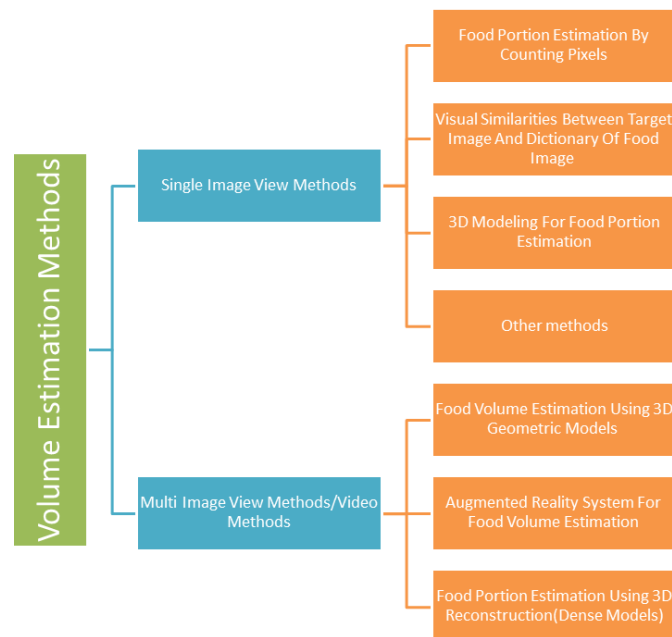 Volume Estimation Methods
Single Image View Methods
Food Portion Estimation By
Counting Pixels
Visual Similarities Between Target
Image And Dictionary Of Food
Image
3D Modeling For Food Portion
Estimation
Other methods
Multi Image View Methods/Video
Methods
Food Volume Estimation Using 3D
Geometric Models
Augmented Reality System For
Food Volume Estimation
Food Portion Estimation Using 3D
Reconstruction(Dense Models)